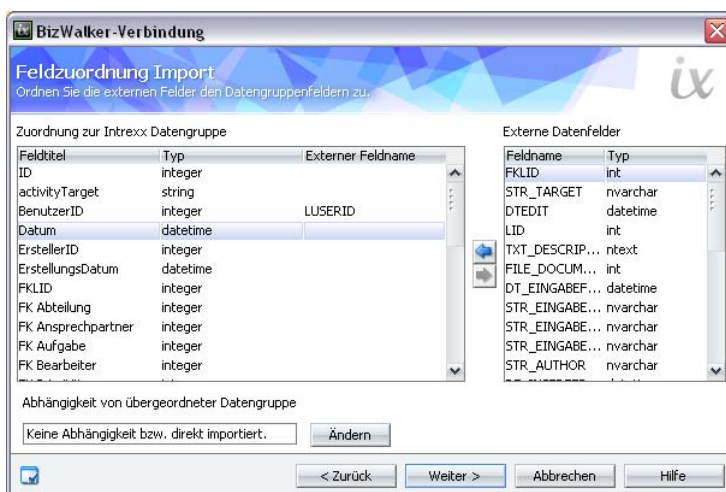 ix BizWalker-Verbindung
Feldzuordnung Import
Ordnen Sie die externen Felder den Datengruppenfeldern zu.
ix
Zuordnung zur Intrexx Datengruppe
Feldtitel Typ Externer Feldname
ID integer
activityTarget string
BenutzerID integer LUSERID
Datum datetime
ErstellerID integer
ErstellungsDatum datetime
FKLID integer
FK Abteilung integer
FK Ansprechpartner integer
FK Aufgabe integer
FK Bearbeiter integer
Externe Datenfelder
Feldname Typ
FKLID int
STR_TARGET nvarchar
DTEDIT datetime
LID int
TXT_DESCRIP... ntext
FILE_DOCUM... int
DT_EINGABEF... datetime
STR_EINGABE... nvarchar
STR_EINGABE... nvarchar
STR_EINGABE... nvarchar
STR_AUTHOR nvarchar
Abhängigkeit von übergeordneter Datengruppe
Keine Abhängigkeit bzw. direkt importiert. Ändern
< Zurück Weiter > Abbrechen Hilfe